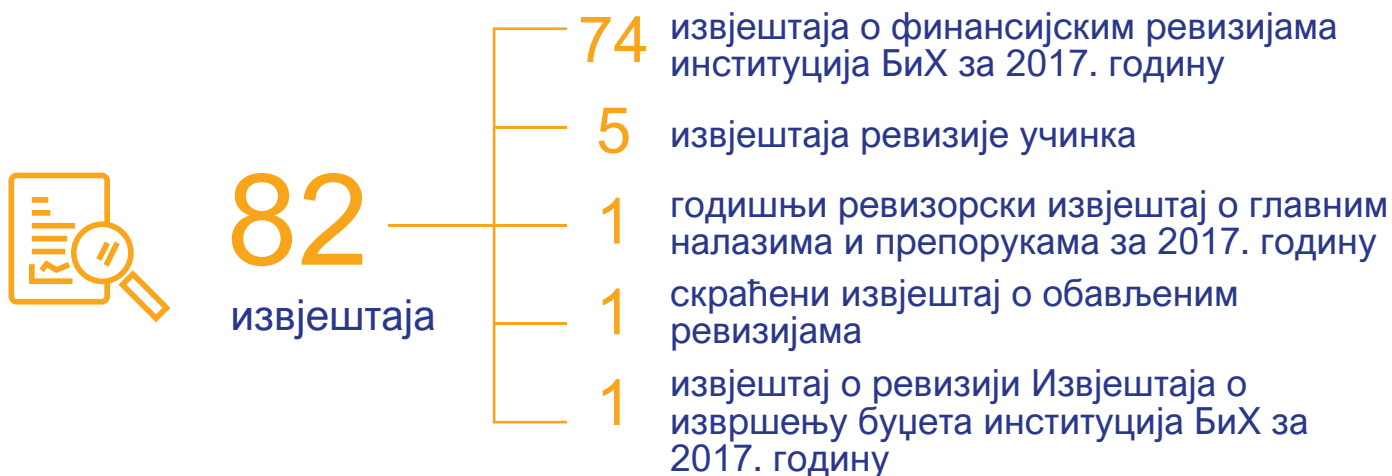 82
извјештаја
74
извјештаја о финансијским ревизијама
институција БиХ за 2017. годину
5
извјештаја ревизије учинка
1
годишњи ревизорски извјештај о главним
налазима и препорукама за 2017. годину
1
скраћени извјештај о обављеним
ревизијама
1
извјештај о ревизији Извјештаја о
извршењу буџета институција БиХ за
2017. годину